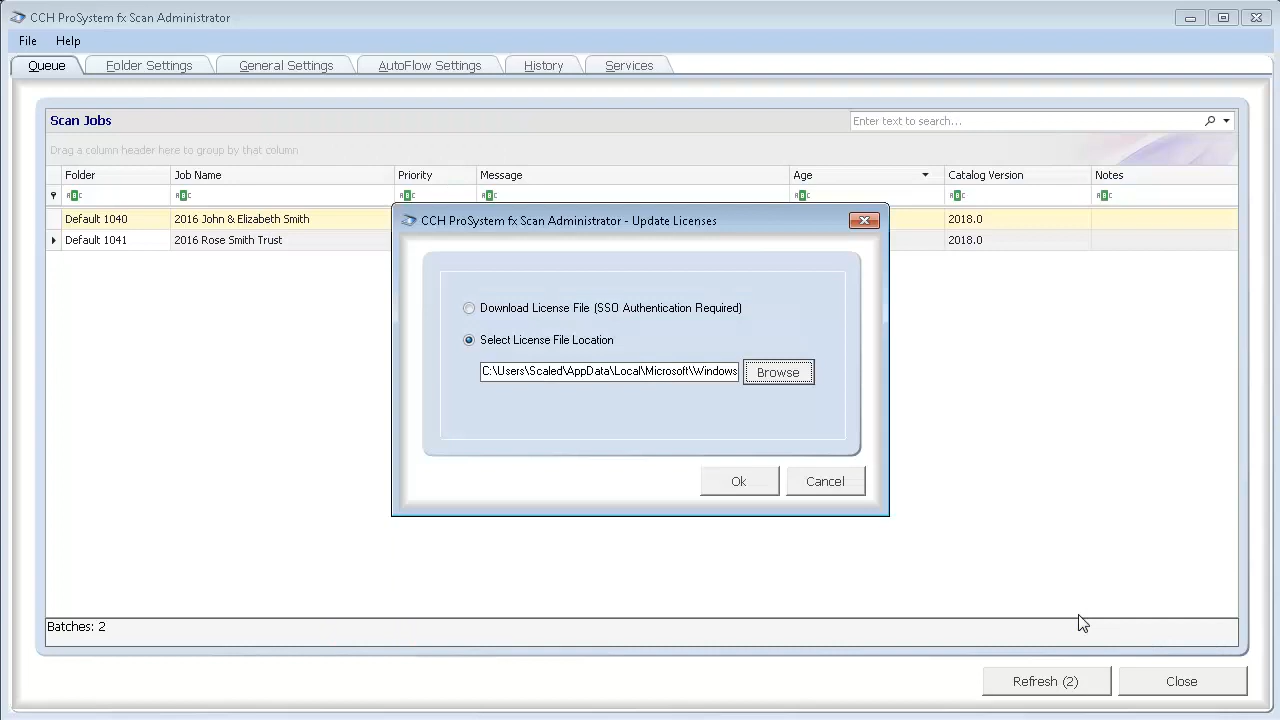 CCH ProSystem fx Scan Administrator
File Help
Queue Folder Settings General Settings AutoFlow Settings History Services
Scan Jobs
Enter text to search...
Drag a column header here to group by that column
Folder Job Name Priority Message Age Catalog Version Notes
Default 1040 2016 John & Elizabeth Smith 2018.0
Default 1041 2016 Rose Smith Trust 2018.0
CCH ProSystem fx Scan Administrator - Update Licenses
Download License File (SSO Authentication Required)
Select License File Location
C:\Users\Scaled\AppData\Local\Microsoft\Windows
Browse
Ok Cancel
Batches: 2
Refresh (2) Close